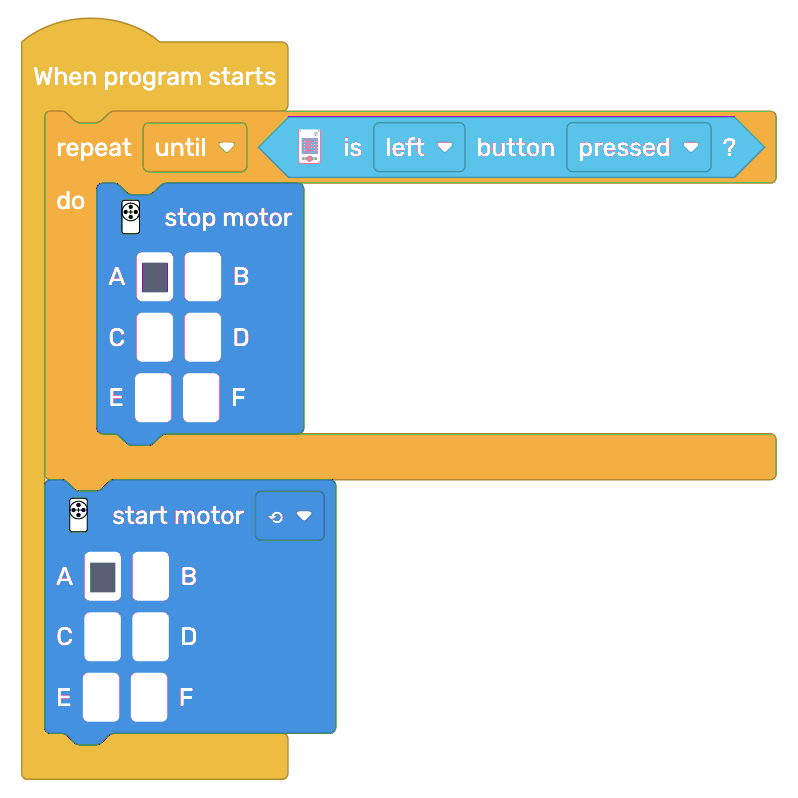 When program starts
repeat until is left button pressed ?
do
stop motor
A B
C D
E F
start motor
A B
C D
E F